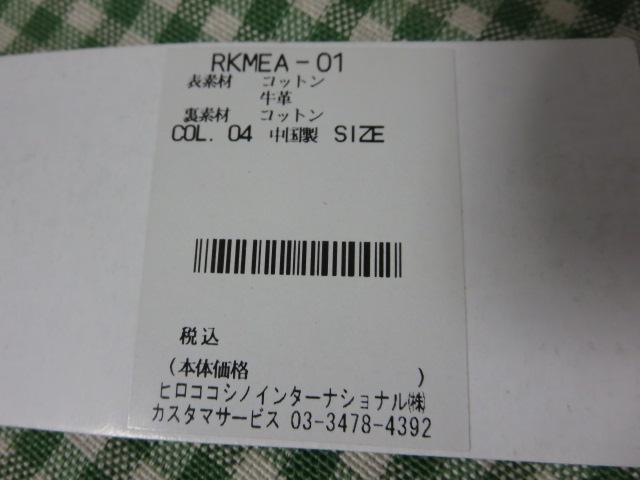 RKMEA-01
表素材 コットン
牛革
裏素材 コットン
COL. 04 中国製 SIZE
税込
(本体価格 )
ヒロココシノインターナショナル㈱
カスタマサービス 03-3478-4392